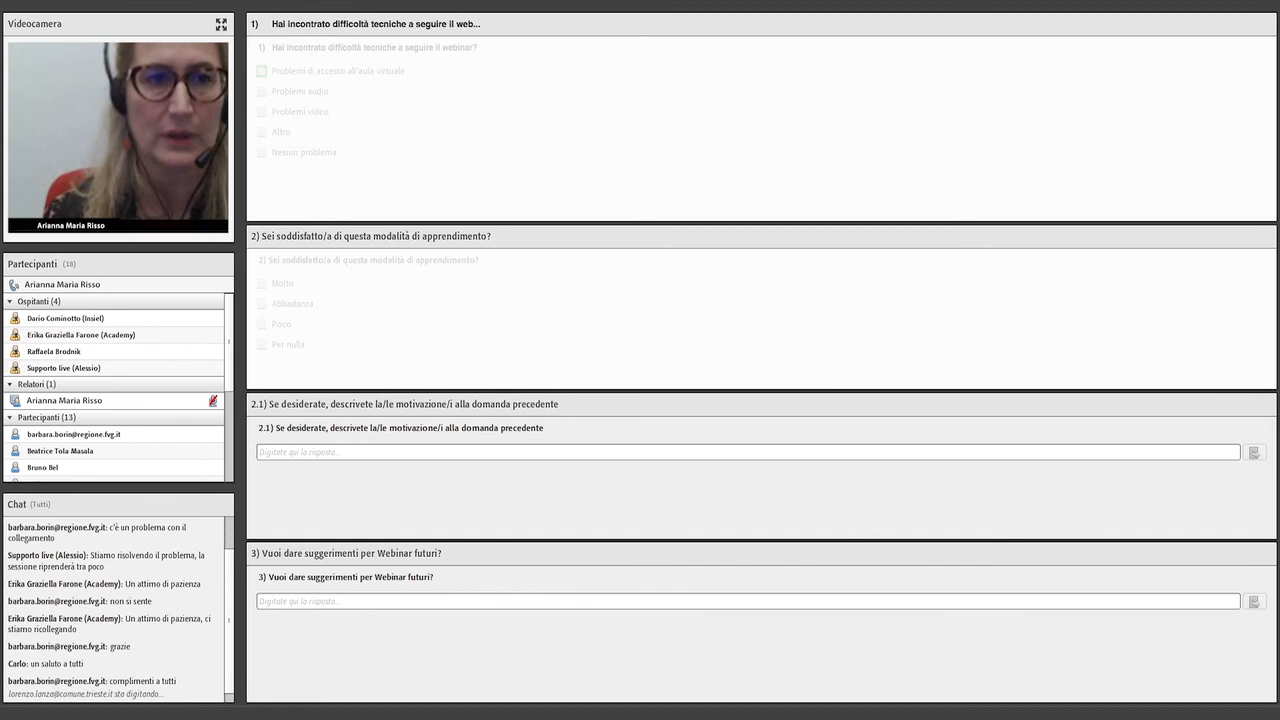 Videocamera
Arianna Maria Risso
Partecipanti (18)
Arianna Maria Risso
Ospitanti (4)
Dario Cominotto (Insiel)
Erika Graziella Farone (Academy)
Raffaela Brodnik
Supporto live (Alessio)
Relatori (1)
Arianna Maria Risso
Partecipanti (13)
barbara.borin@regione.fvg.it
Beatrice Tola Masala
Bruno Bel
Chat (Tutti)
barbara.borin@regione.fvg.it: c'è un problema con il
collegamento
Supporto live (Alessio): Stiamo risolvendo il problema, la
sessione riprenderà tra poco
Erika Graziella Farone (Academy): Un attimo di pazienza
barbara.borin@regione.fvg.it: non si sente
Erika Graziella Farone (Academy): Un attimo di pazienza, ci
stiamo ricollegando
barbara.borin@regione.fvg.it: grazie
Carlo: un saluto a tutti
barbara.borin@regione.fvg.it: complimenti a tutti
lorenzo.lanza@comune.trieste.it sta digitando...
1) Hai incontrato difficoltà tecniche a seguire il web...
1) Hai incontrato difficoltà tecniche a seguire il webinar?
Problemi di accesso all'aula virtuale
Problemi audio
Problemi video
Altro
Nessun problema
2) Sei soddisfatto/a di questa modalità di apprendimento?
2) Sei soddisfatto/a di questa modalità di apprendimento?
Molto
Abbastanza
Poco
Per nulla
2.1) Se desiderate, descrivete la/le motivazione/i alla domanda precedente
2.1) Se desiderate, descrivete la/le motivazione/i alla domanda precedente
Digitate qui la risposta...
3) Vuoi dare suggerimenti per Webinar futuri?
3) Vuoi dare suggerimenti per Webinar futuri?
Digitate qui la risposta...